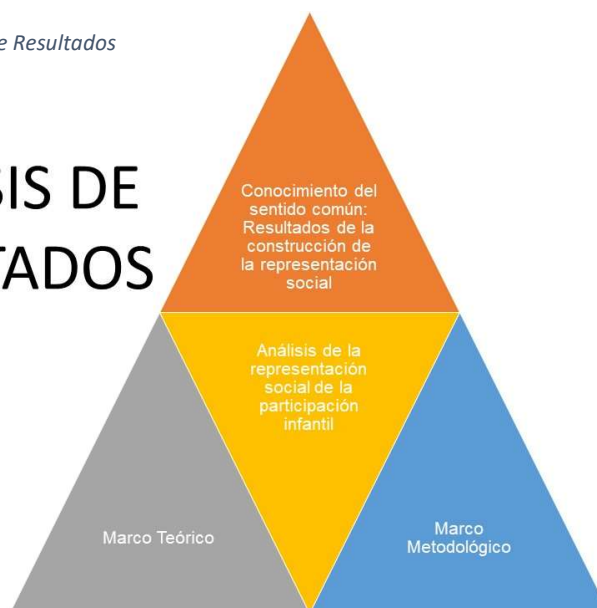 e Resultados
SIS DE
TADOS
Conocimiento del
sentido común:
Resultados de la
construcción de
la representación
social
Análisis de la
representación
social de la
participación
infantil
Marco Teórico
Marco
Metodológico